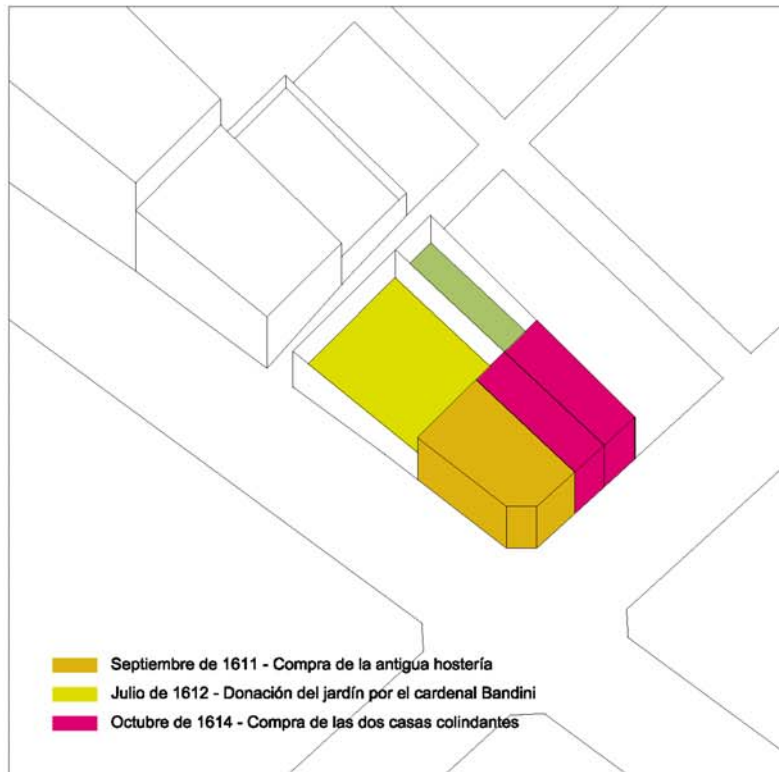 Septiembre de 1611 - Compra de la antigua hostería
Julio de 1612 - Donación del jardín por el cardenal Bandini
Octubre de 1614 - Compra de las dos casas colindantes